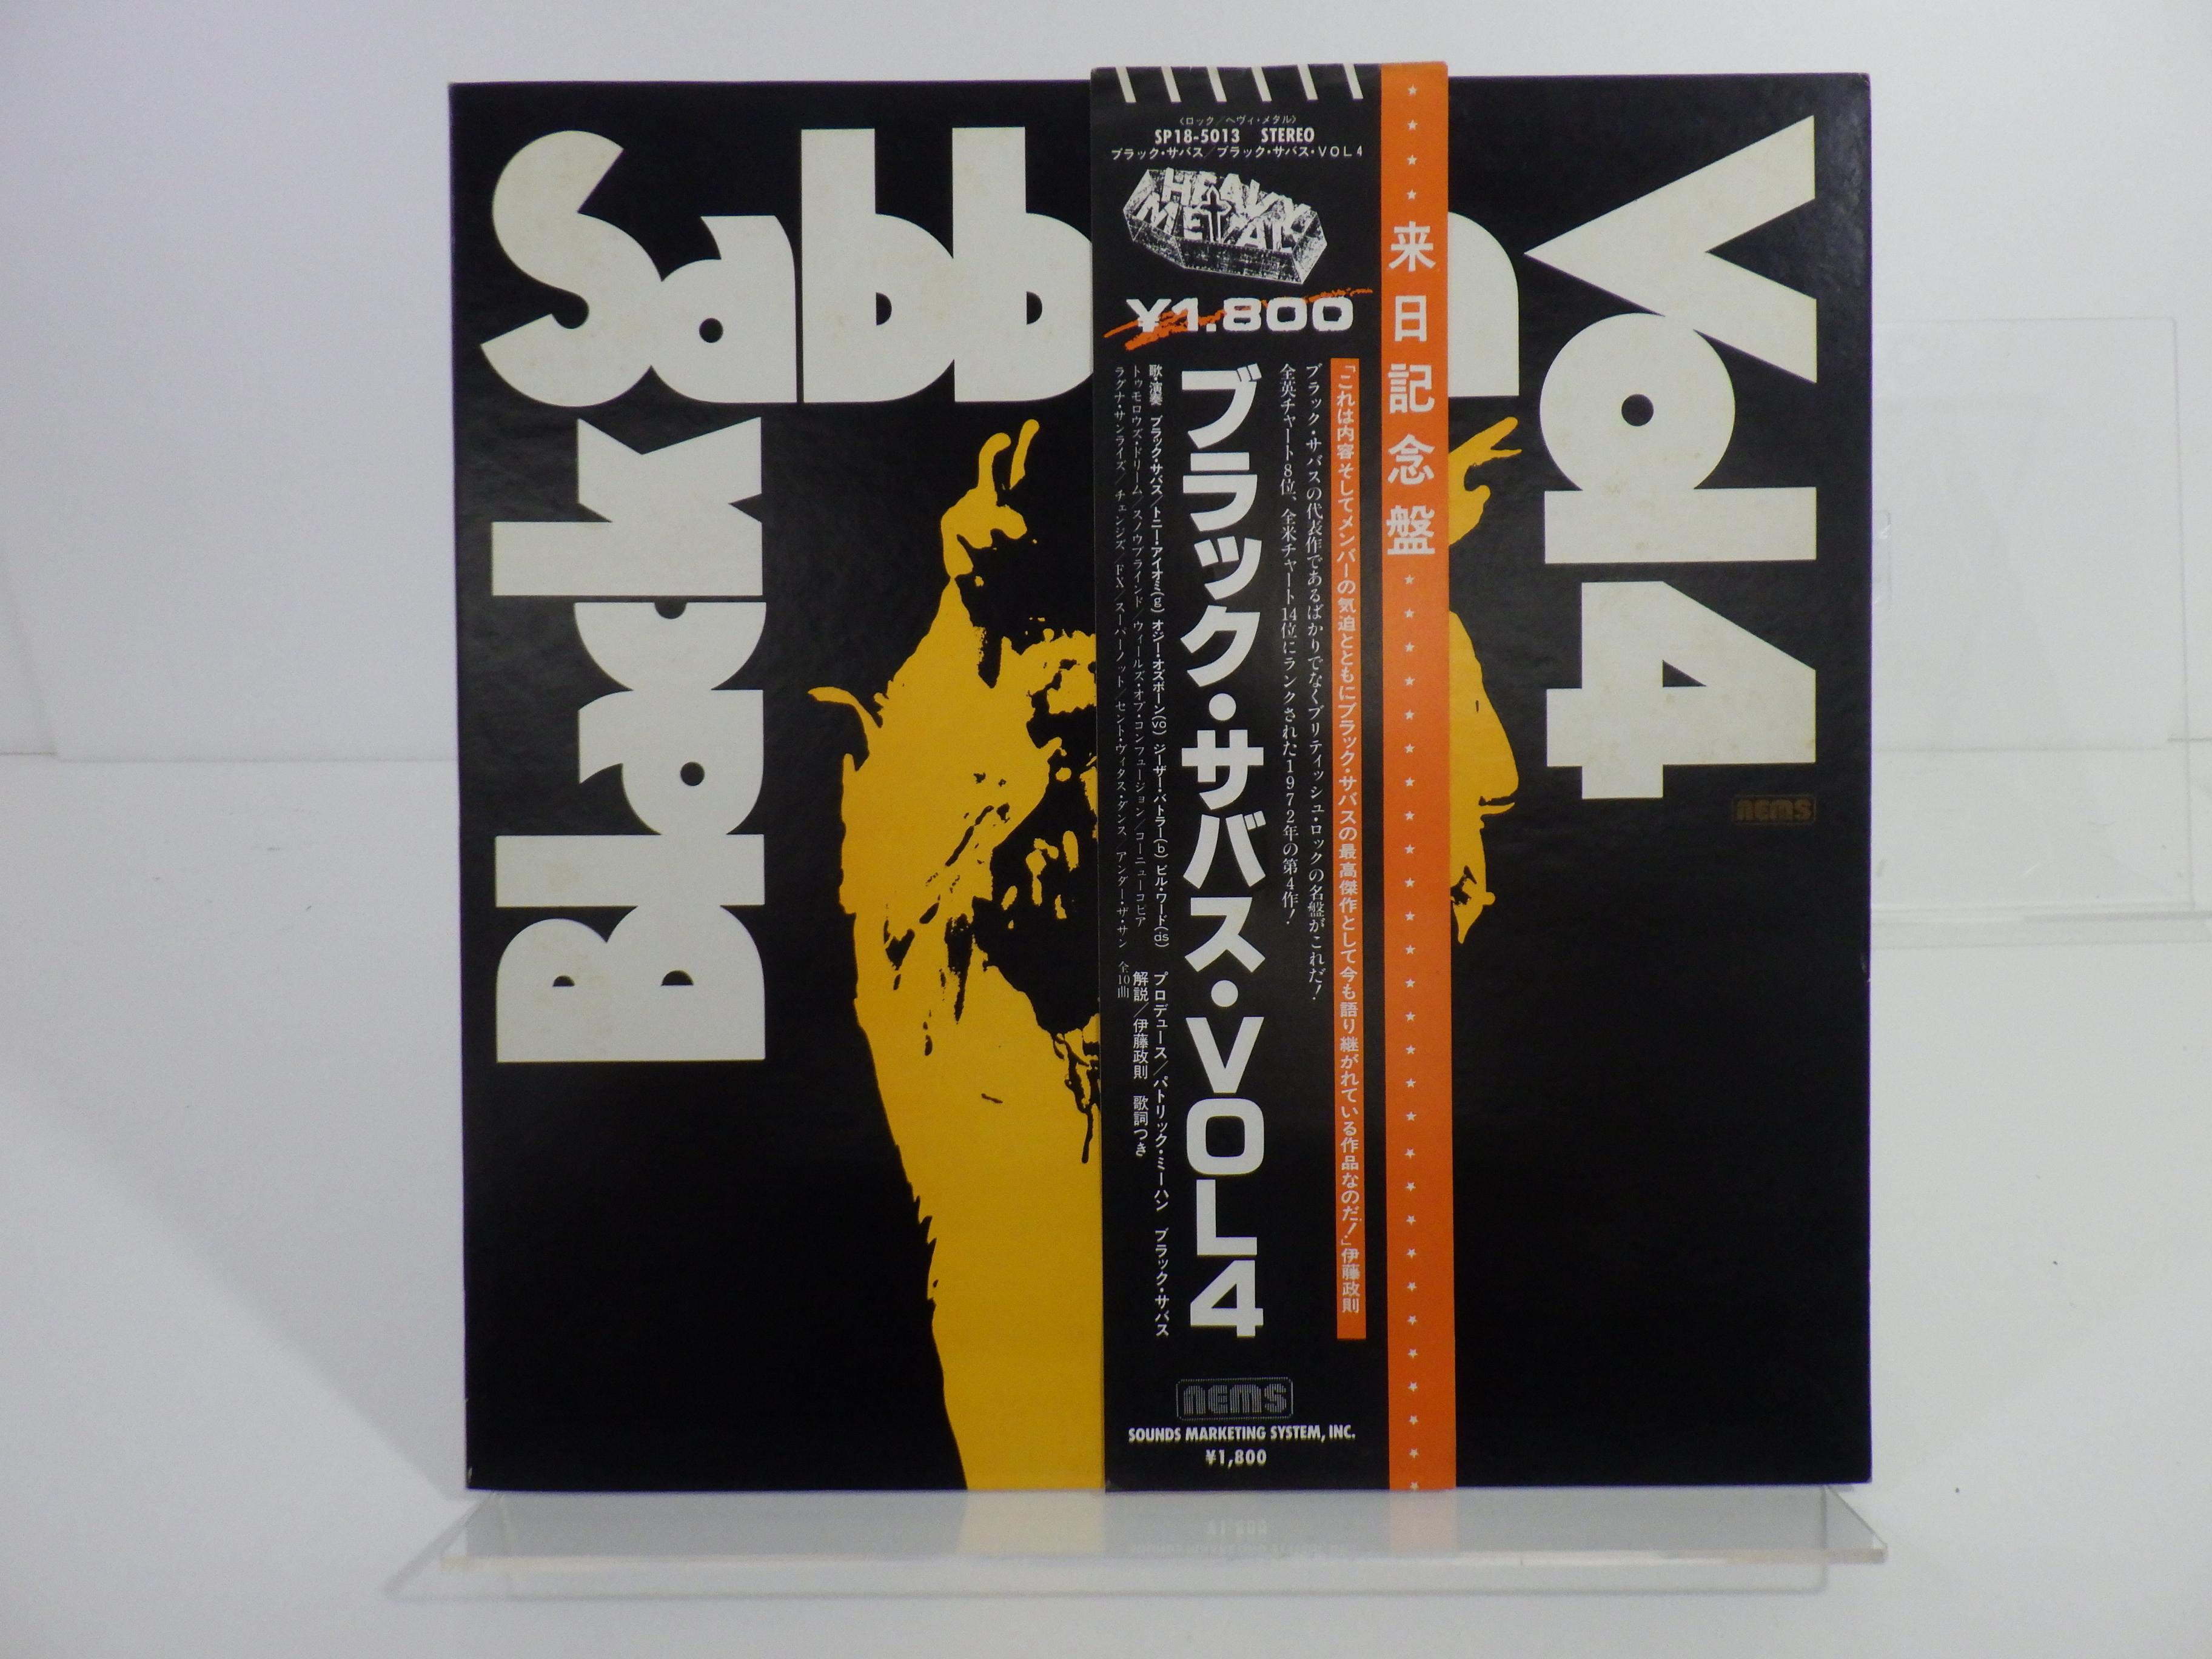 Black
Sabb
Vol 4
nems
〈ロック／ヘヴィ・メタル〉
SP18-5013 STEREO
ブラック・サバス／ブラック・サバス・VOL4
HEAVY
METAL
¥1.800
来日記念盤
「これは内容そしてメンバーの気迫とともにブラック・サバスの最高傑作として今も語り継がれている作品なのだ！」伊藤政則
ブラック・サバスの代表作であるばかりでなくブリティッシュ・ロックの名盤がこれだ！
全英チャート8位、全米チャート14位にランクされた1972年の第4作！
ブラック・サバス・VOL4
歌・演奏 ブラック・サバス／トニー・アイオミ(g) オジー・オズボーン(vo) ジーザー・バトラー(b) ビル・ワード(ds) プロデュース／パトリック・ミーハン ブラック・サバス
トゥモロウズ・ドリーム／スノウブラインド／ウィールズ・オブ・コンフュージョン／コーニューコピア 解説／伊藤政則 歌詞つき
ラグナ・サンライズ／チェンジズ／FX／スーパーノット／セント・ヴィタス・ダンス／アンダー・ザ・サン 全10曲
nems
SOUNDS MARKETING SYSTEM, INC.
¥1,800